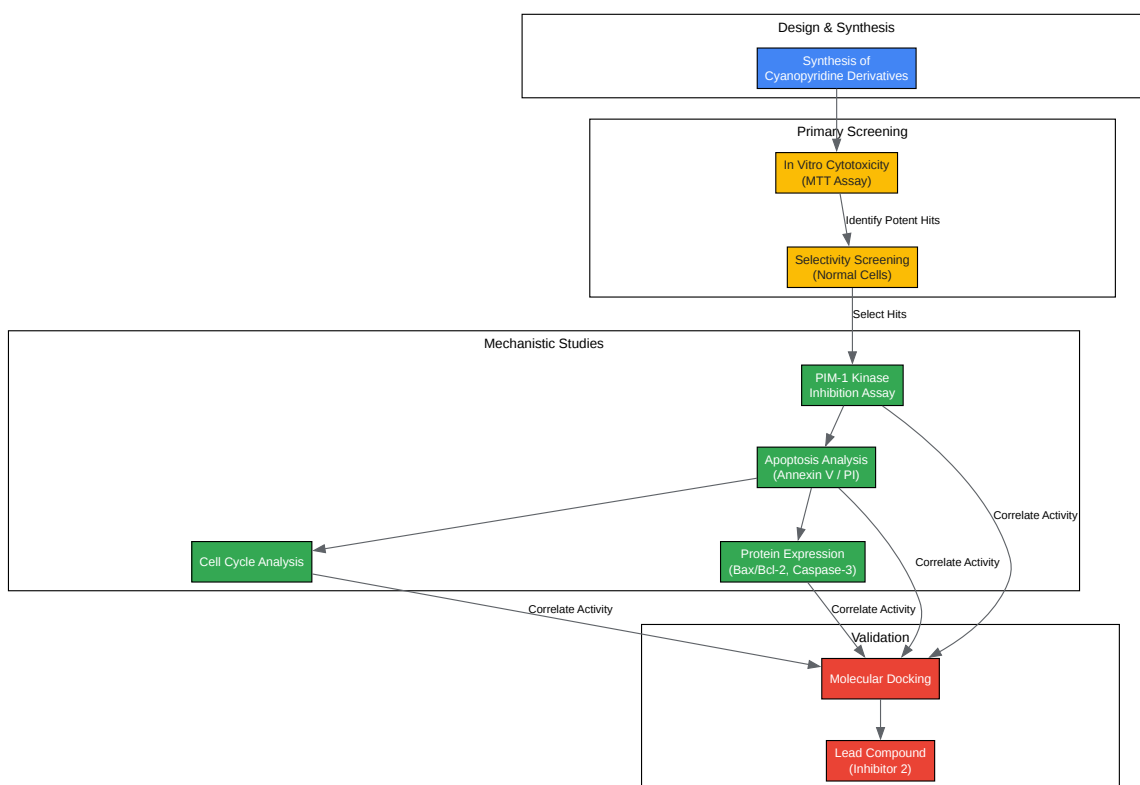 Design & Synthesis
Synthesis of
Cyanopyridine Derivatives
Primary Screening
In Vitro Cytotoxicity
(MTT Assay)
Identify Potent Hits
Selectivity Screening
(Normal Cells)
Select Hits
Mechanistic Studies
PIM-1 Kinase
Inhibition Assay
Apoptosis Analysis
(Annexin V / PI)
Correlate Activity
Cell Cycle Analysis
Protein Expression
(Bax/Bcl-2, Caspase-3)
Correlate Activity
Correlate Activity
Correlate Activity
Validation
Molecular Docking
Lead Compound
(Inhibitor 2)